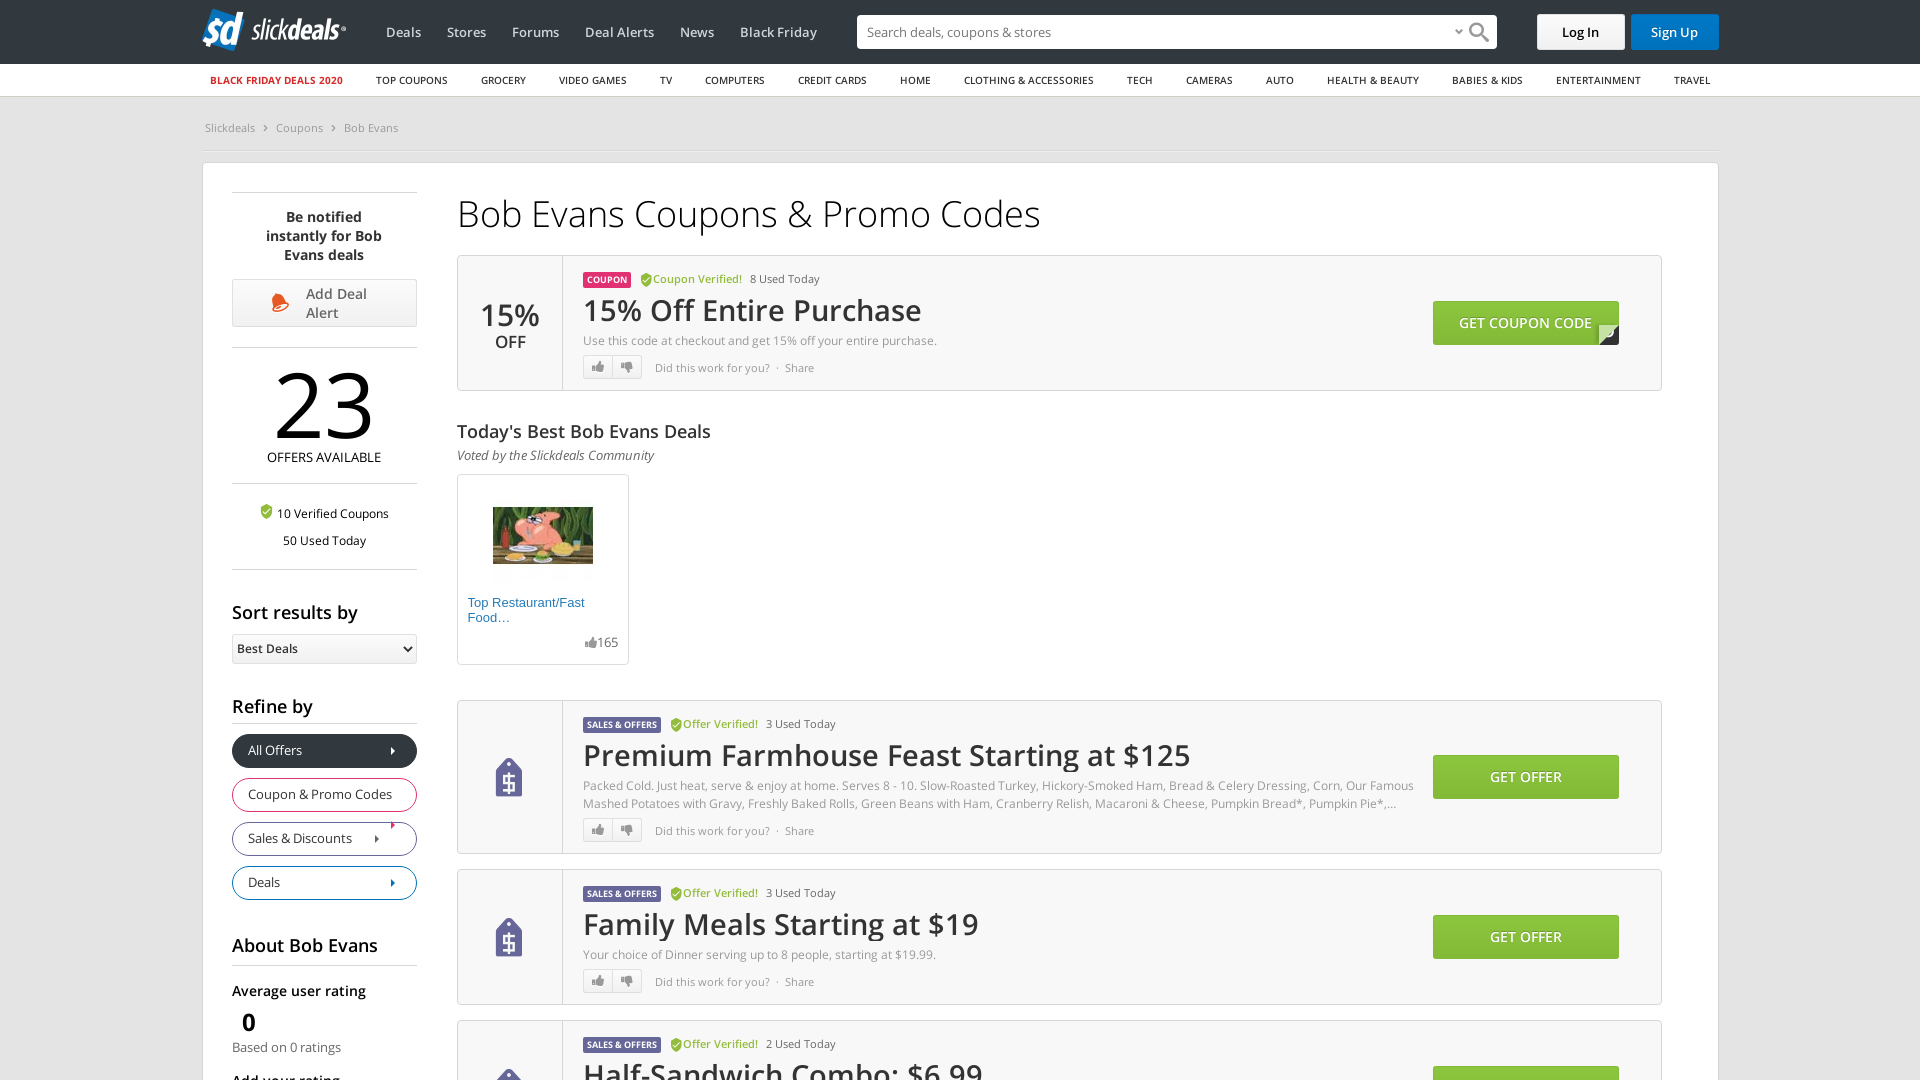 slickdeals
Deals
Stores
Forums
Deal Alerts
News
Black Friday
Search deals, coupons & stores
Log In
Sign Up
BLACK FRIDAY DEALS 2020
TOP COUPONS
GROCERY
VIDEO GAMES
TV
COMPUTERS
CREDIT CARDS
HOME
CLOTHING & ACCESSORIES
TECH
CAMERAS
AUTO
HEALTH & BEAUTY
BABIES & KIDS
ENTERTAINMENT
TRAVEL
Slickdeals > Coupons > Bob Evans
Be notified
instantly for Bob
Evans deals
Add Deal
Alert
23
OFFERS AVAILABLE
10 Verified Coupons
50 Used Today
Sort results by
Best Deals
Refine by
All Offers
Coupon & Promo Codes
Sales & Discounts
Deals
About Bob Evans
Average user rating
0
Based on 0 ratings
Add your rating
Bob Evans Coupons & Promo Codes
15%
OFF
COUPON Coupon Verified! 8 Used Today
15% Off Entire Purchase
Use this code at checkout and get 15% off your entire purchase.
Did this work for you? · Share
GET COUPON CODE
Today's Best Bob Evans Deals
Voted by the Slickdeals Community
Top Restaurant/Fast
Food…
165
SALES & OFFERS Offer Verified! 3 Used Today
Premium Farmhouse Feast Starting at $125
Packed Cold. Just heat, serve & enjoy at home. Serves 8 - 10. Slow-Roasted Turkey, Hickory-Smoked Ham, Bread & Celery Dressing, Corn, Our Famous
Mashed Potatoes with Gravy, Freshly Baked Rolls, Green Beans with Ham, Cranberry Relish, Macaroni & Cheese, Pumpkin Bread*, Pumpkin Pie*,...
Did this work for you? · Share
GET OFFER
SALES & OFFERS Offer Verified! 3 Used Today
Family Meals Starting at $19
Your choice of Dinner serving up to 8 people, starting at $19.99.
Did this work for you? · Share
GET OFFER
SALES & OFFERS Offer Verified! 2 Used Today
Half-Sandwich Combo: $6.99